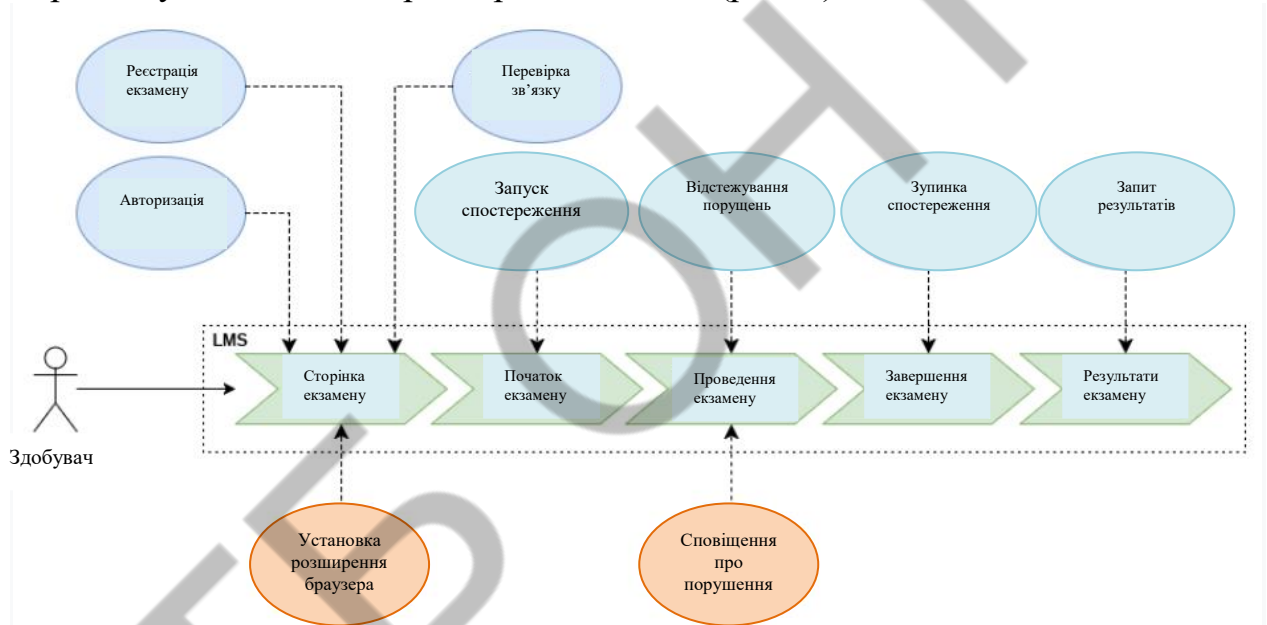 Реєстрація
екзамену
Перевірка
зв’язку
Авторизація
Запуск
спостереження
Відстежування
порущень
Зупинка
спостереження
Запит
результатів
LMS
Сторінка
екзамену
Початок
екзамену
Проведення
екзамену
Завершення
екзамену
Результати
екзамену
Здобувач
Установка
розширення
браузера
Сповіщення
про
порушення